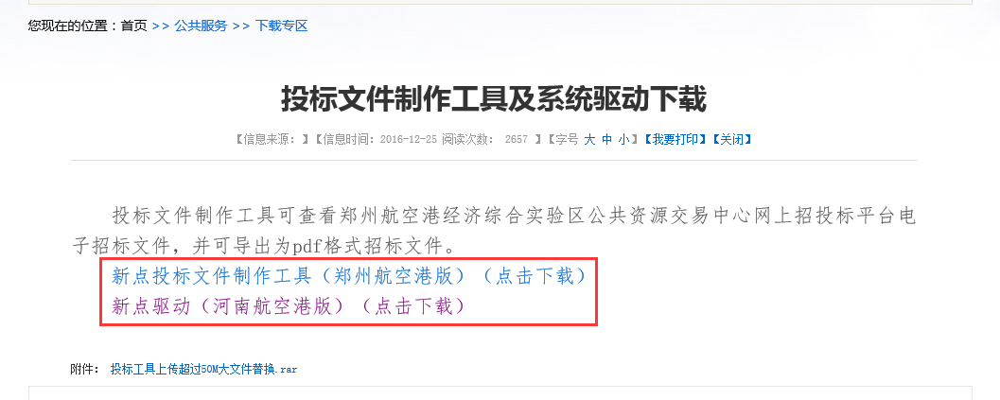 您现在的位置：首页 >> 公共服务 >> 下载专区
投标文件制作工具及系统驱动下载
【信息来源：】【信息时间：2016-12-25 阅读次数： 2657 】【字号 大 中 小】【我要打印】【关闭】
投标文件制作工具可查看郑州航空港经济综合实验区公共资源交易中心网上招投标平台电
子招标文件，并可导出为pdf格式招标文件。
新点投标文件制作工具（郑州航空港版）（点击下载）
新点驱动（河南航空港版）（点击下载）
附件： 投标工具上传超过50M大文件替换.rar